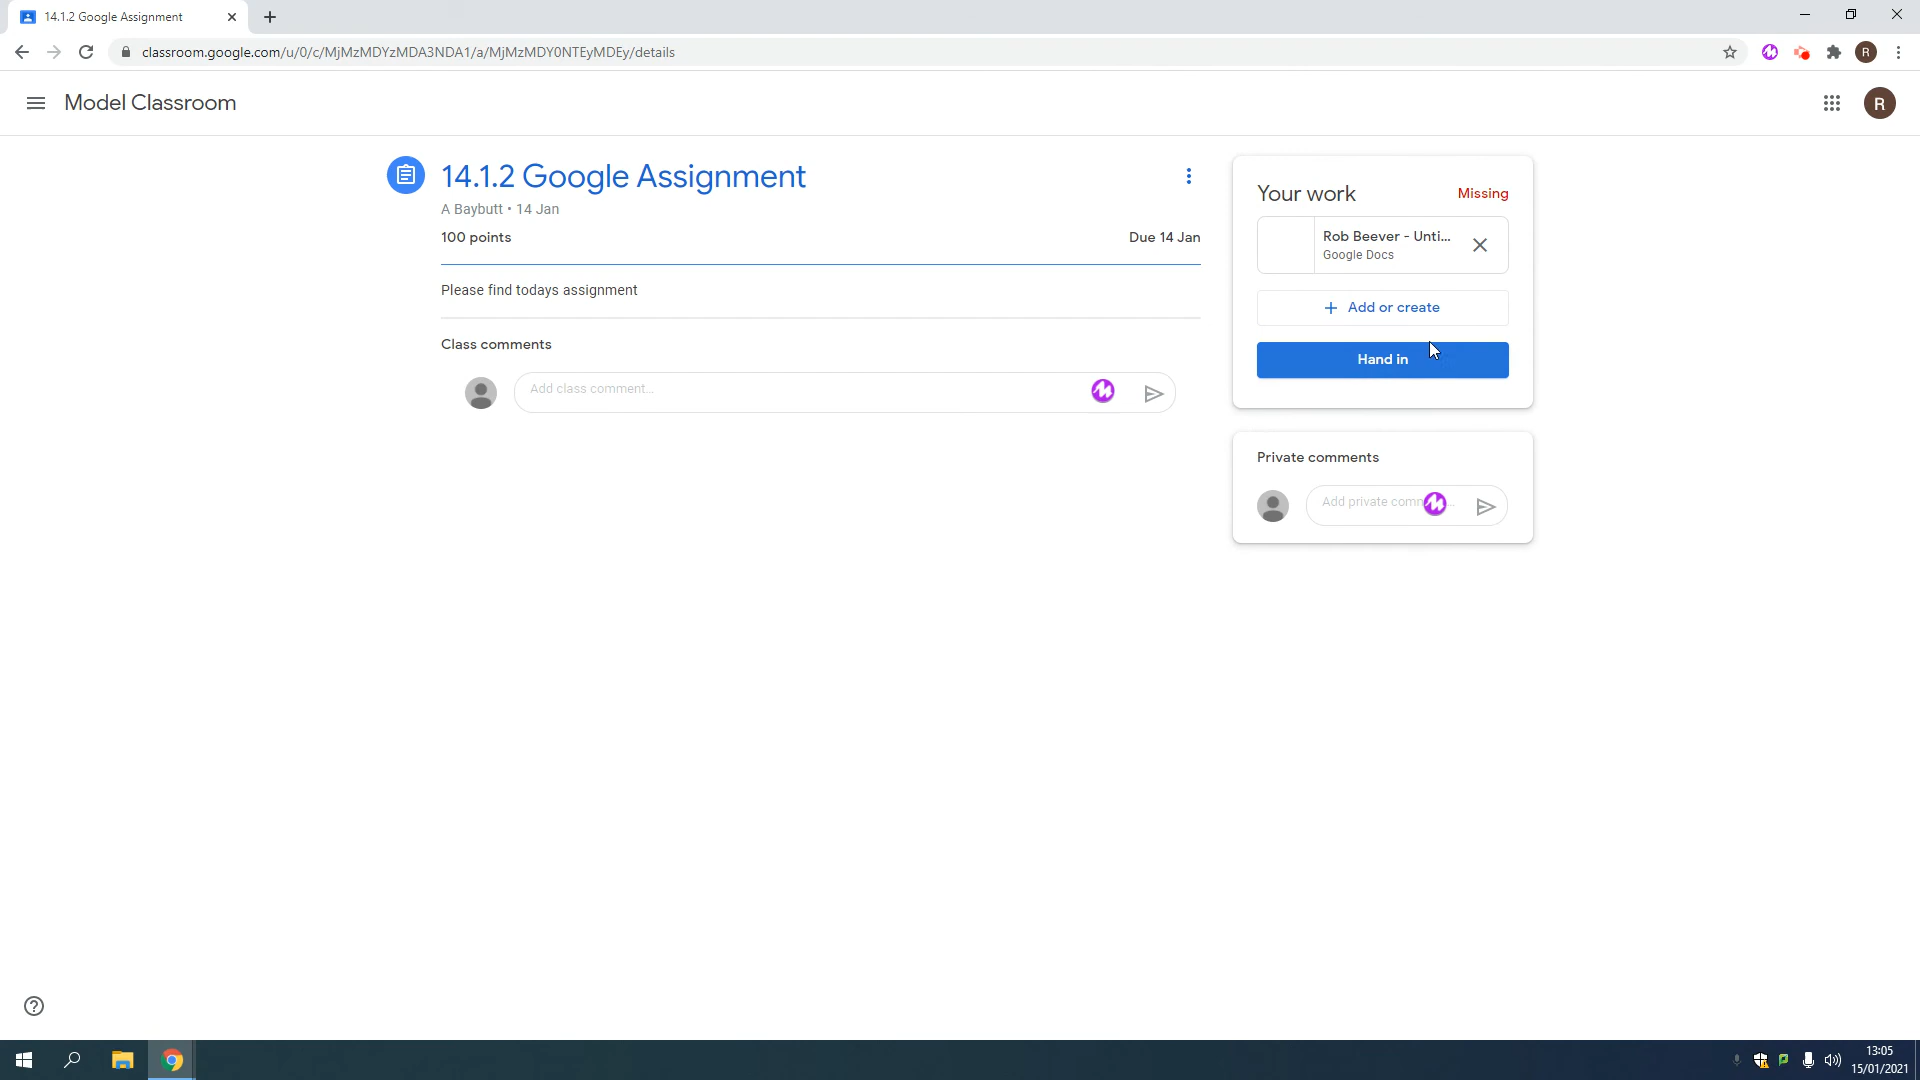 14.1.2 Google Assignment
classroom.google.com/u/0/c/MjMzMDYzMDA3NDA1/a/MjMzMDY0NTEyMDEy/details
R
Model Classroom
R
14.1.2 Google Assignment
A Baybutt • 14 Jan
100 points
Due 14 Jan
Please find todays assignment
Class comments
Add class comment...
Your work
Missing
Rob Beever - Unti...
Google Docs
+ Add or create
Hand in
Private comments
Add private comm
13:05
15/01/2021